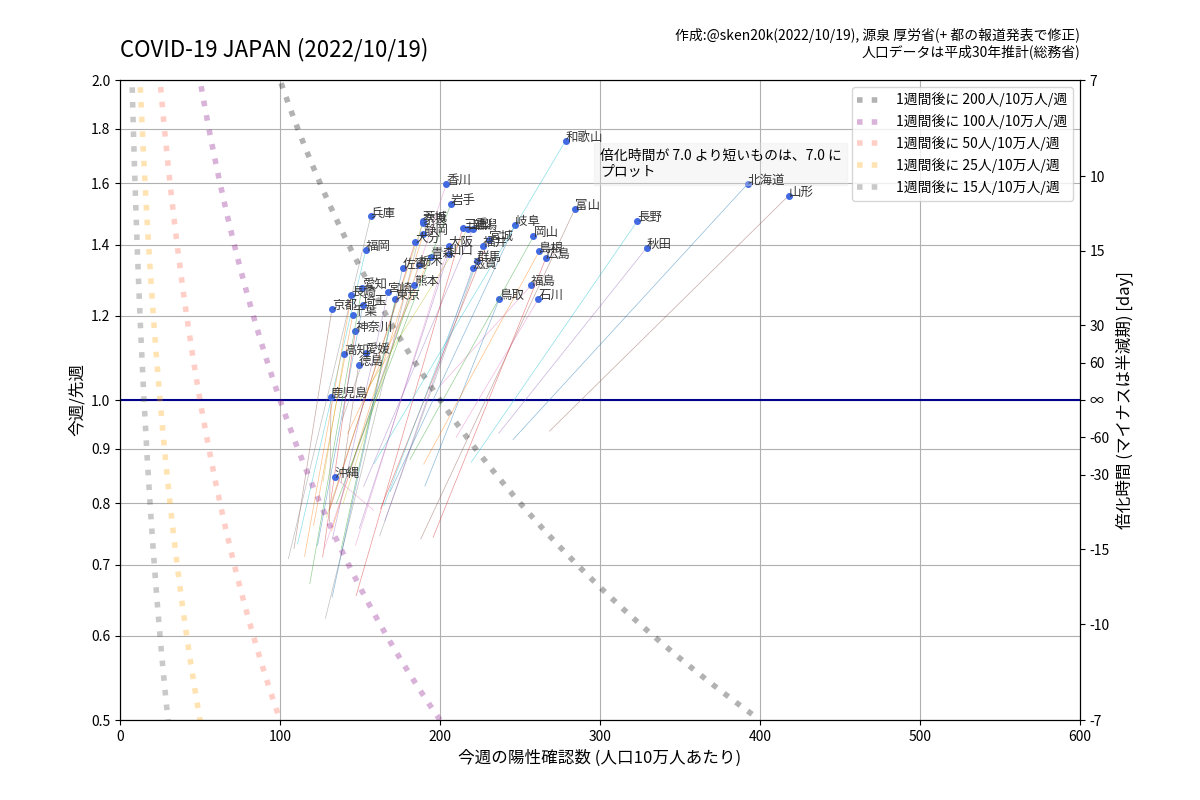 COVID-19 JAPAN (2022/10/19)
作成:@sken20k(2022/10/19), 源泉 厚労省(+ 都の報道発表で修正)
人口データは平成30年推計(総務省)
1週間後に 200人/10万人/週
1週間後に 100人/10万人/週
1週間後に 50人/10万人/週
1週間後に 25人/10万人/週
1週間後に 15人/10万人/週
倍化時間が 7.0 より短いものは、7.0 に
プロット
和歌山
北海道
山形
香川
岩手
兵庫
富山
長野
岐阜
岡山
宮城
秋田
静岡
大分
大阪
福岡
山口
島根
広島
群馬
滋賀
熊本
愛知
宮崎
東京
鳥取
福島
石川
京都
埼玉
千葉
神奈川
高知
愛媛
徳島
鹿児島
沖縄
2.0
1.8
1.6
1.4
1.2
1.0
0.9
0.8
0.7
0.6
0.5
今週/先週
7
10
15
30
60
∞
-60
-30
-15
-10
-7
倍化時間 (マイナスは半減期) [day]
0
100
200
300
400
500
600
今週の陽性確認数 (人口10万人あたり)